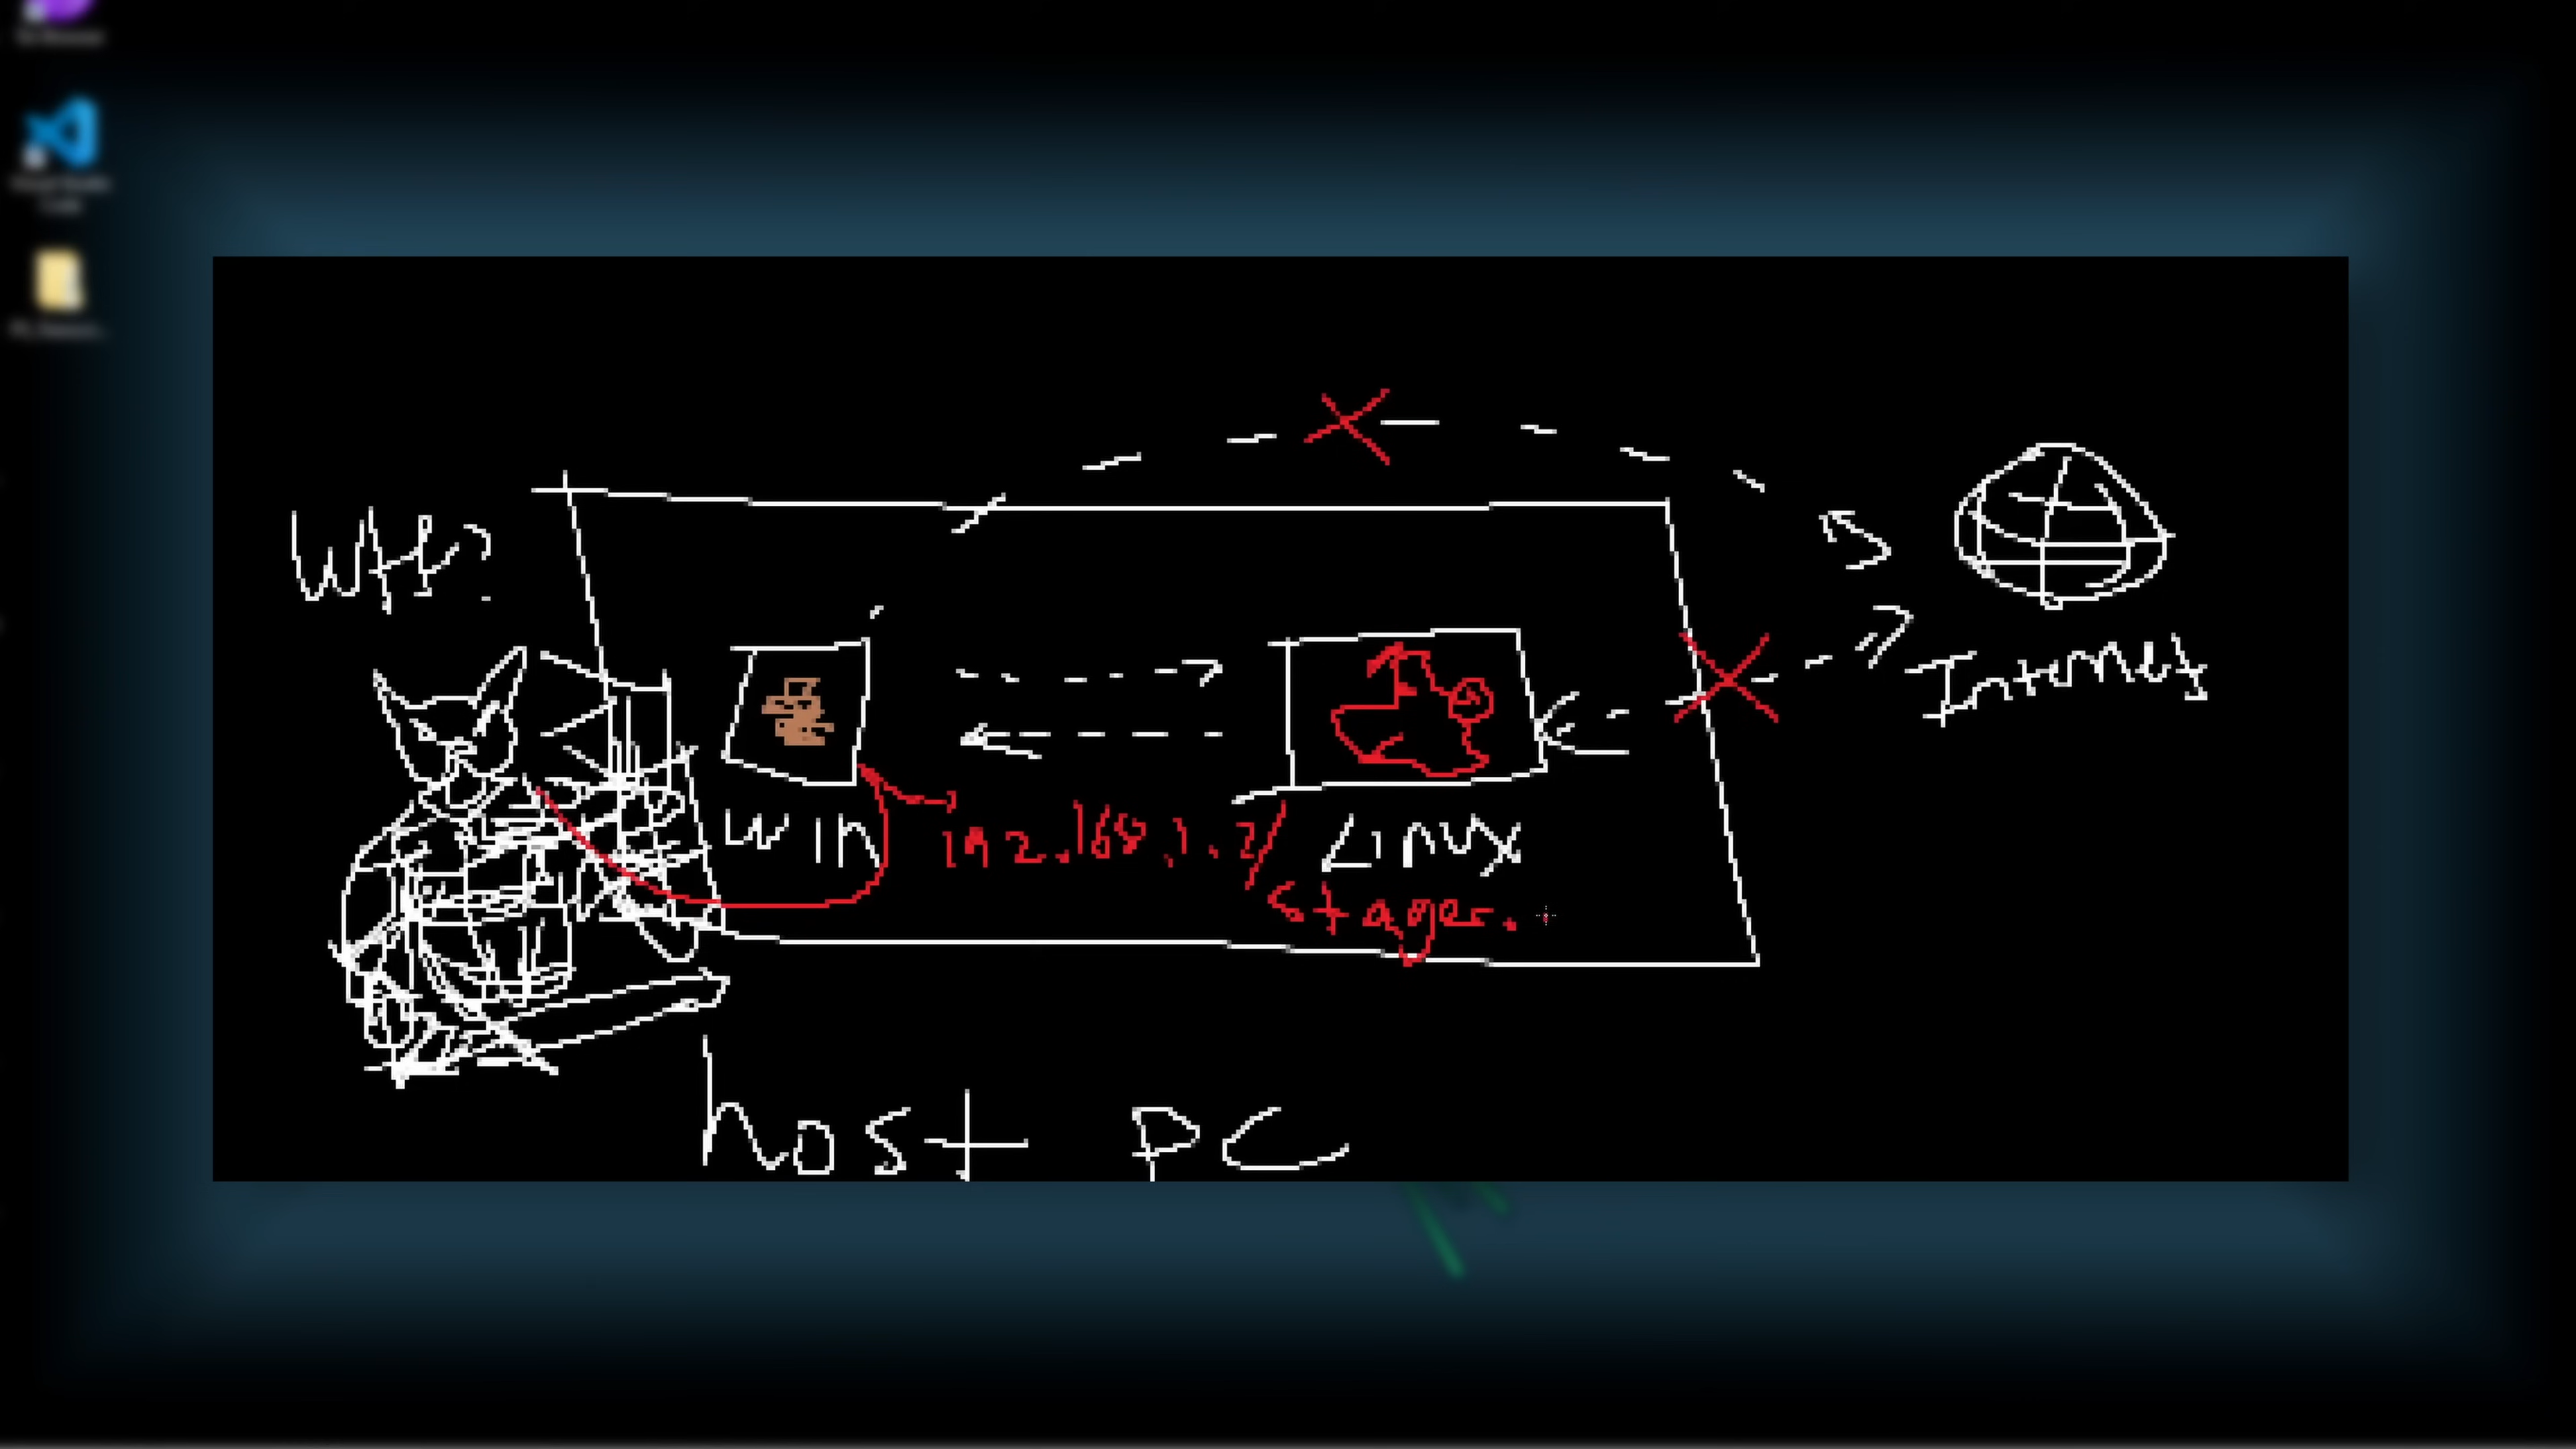 Wtf?
Internet
Win
192.168.1.2/
Linux
stager.
host PC